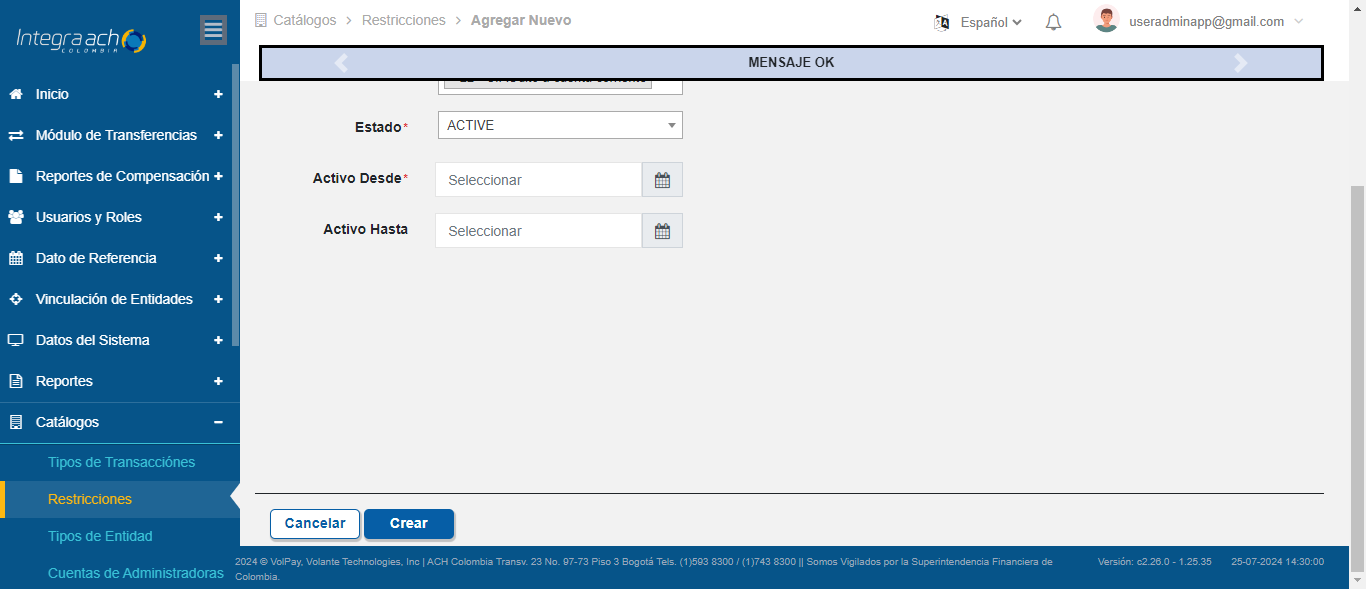 Integra ach
COLOMBIA
Catálogos > Restricciones > Agregar Nuevo
Español
useradminapp@gmail.com
MENSAJE OK
Inicio +
Módulo de Transferencias +
Reportes de Compensación +
Usuarios y Roles +
Dato de Referencia +
Vinculación de Entidades +
Datos del Sistema +
Reportes +
Catálogos −
Tipos de Transacciónes
Restricciones
Tipos de Entidad
Cuentas de Administradoras
Estado* ACTIVE
Activo Desde* Seleccionar
Activo Hasta Seleccionar
Cancelar Crear
2024 © VolPay, Volante Technologies, Inc | ACH Colombia Transv. 23 No. 97-73 Piso 3 Bogotá Tels. (1)593 8300 / (1)743 8300 || Somos Vigilados por la Superintendencia Financiera de
Colombia.
Versión: c2.26.0 - 1.25.35 25-07-2024 14:30:00